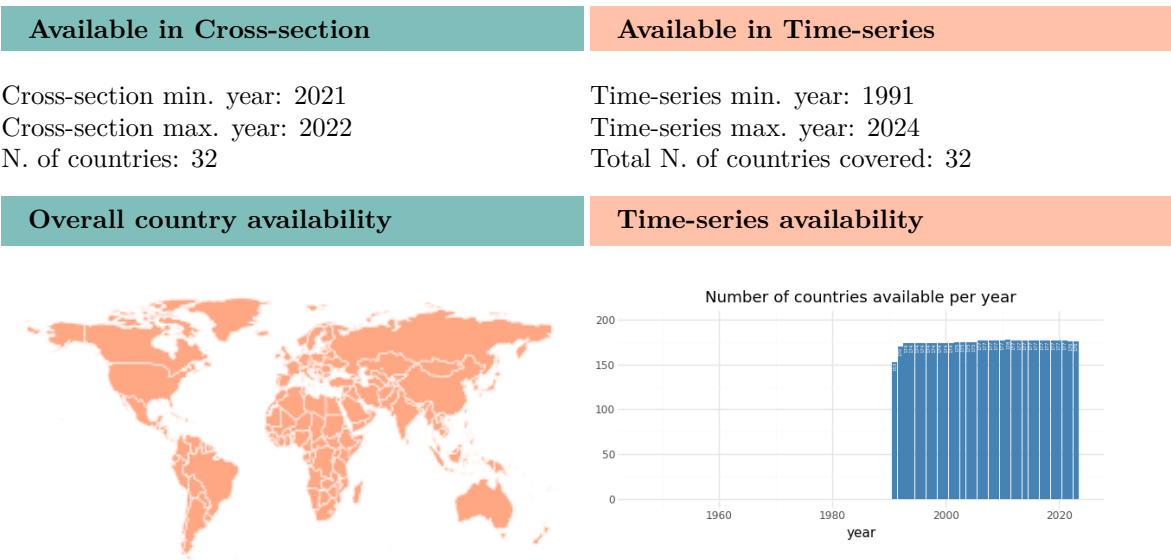 Available in Cross-section
Available in Time-series
Cross-section min. year: 2021
Cross-section max. year: 2022
N. of countries: 32
Time-series min. year: 1991
Time-series max. year: 2024
Total N. of countries covered: 32
Overall country availability
Time-series availability
Number of countries available per year
200
150
100
50
0
1960
1980
2000
2020
year